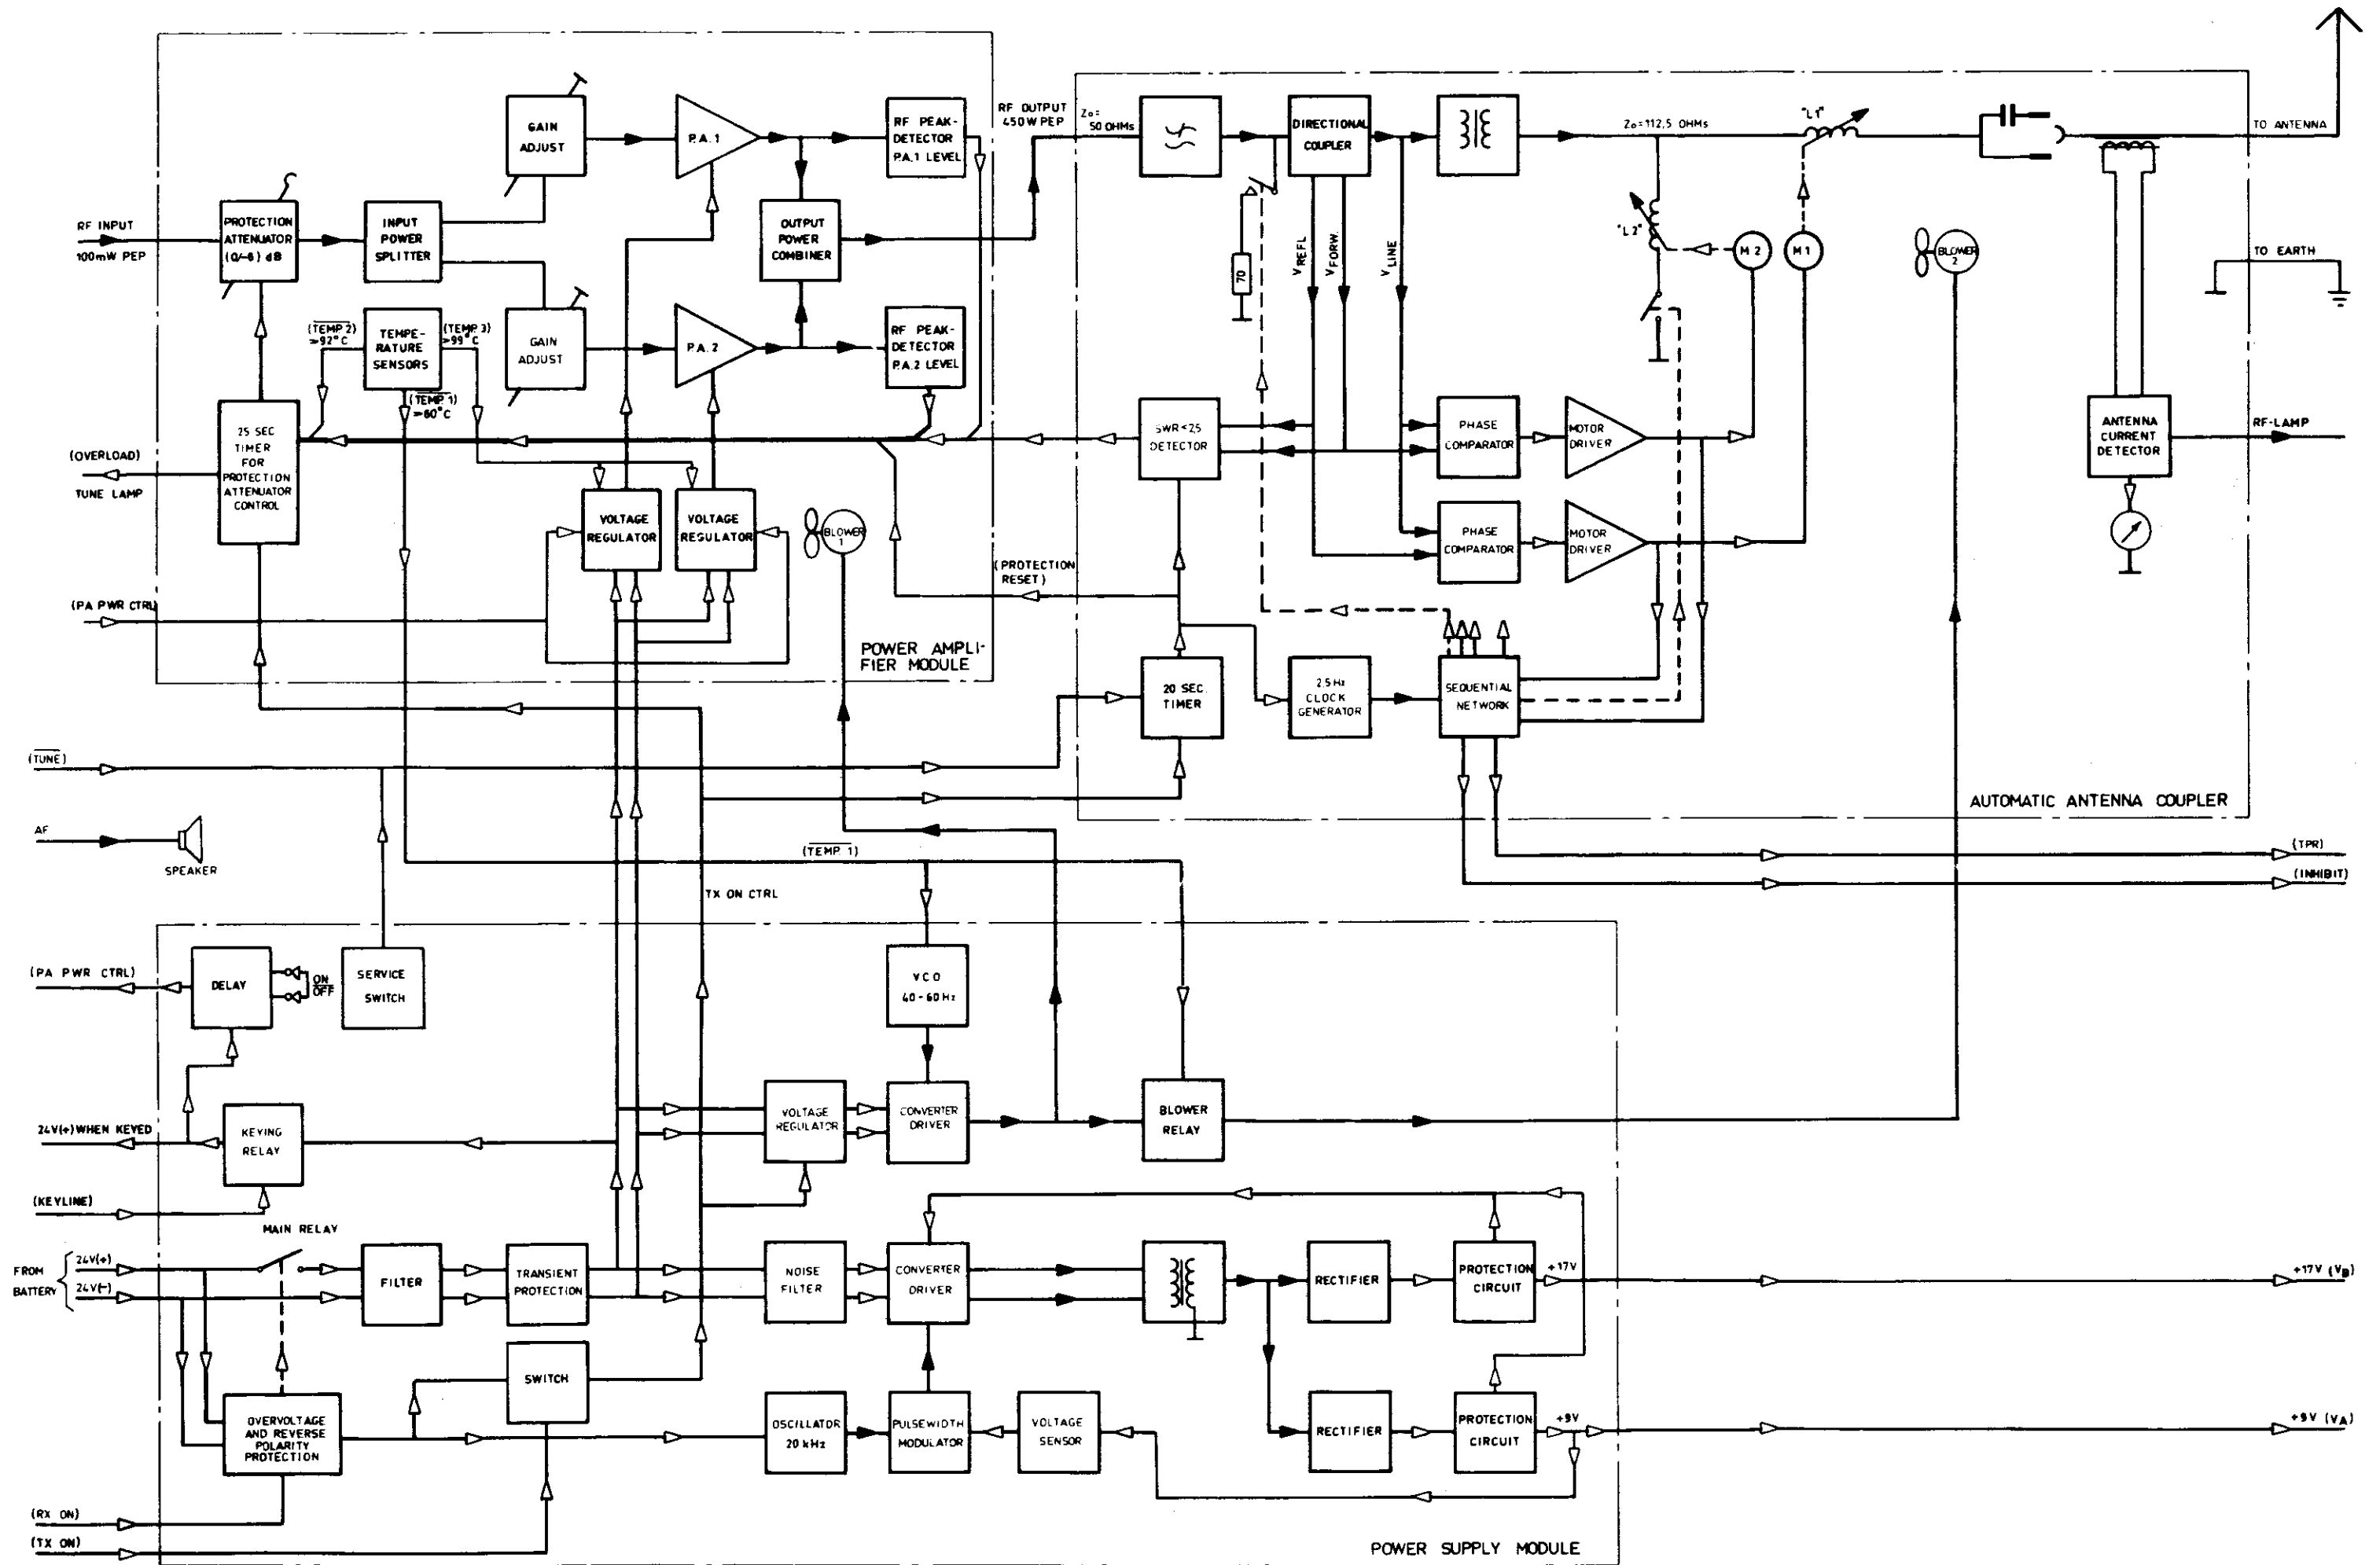 RF INPUT
100mW PEP
PROTECTION
ATTENUATOR
(0/-6) dB
INPUT
POWER
SPLITTER
GAIN
ADJUST
P.A.1
RF PEAK-
DETECTOR
P.A.1 LEVEL
OUTPUT
POWER
COMBINER
RF OUTPUT
450W PEP
(TEMP.2)
>92°C
TEMPE-
RATURE
SENSORS
(TEMP.3)
>99°C
(TEMP.1)
>60°C
GAIN
ADJUST
P.A.2
RF PEAK-
DETECTOR
P.A.2 LEVEL
25 SEC
TIMER
FOR
PROTECTION
ATTENUATOR
CONTROL
(OVERLOAD)
TUNE LAMP
VOLTAGE
REGULATOR
VOLTAGE
REGULATOR
BLOWER
1
(PA PWR CTRL)
POWER AMPLI-
FIER MODULE
(PROTECTION
RESET)
Zo=
50 OHMs
DIRECTIONAL
COUPLER
Zo=112,5 OHMs
"L1"
TO ANTENNA
70
V REFL
V FORW.
V LINE
"L2"
M2
M1
BLOWER
2
TO EARTH
SWR<2,5
DETECTOR
PHASE
COMPARATOR
MOTOR
DRIVER
ANTENNA
CURRENT
DETECTOR
RF-LAMP
PHASE
COMPARATOR
MOTOR
DRIVER
20 SEC.
TIMER
2,5 Hz
CLOCK
GENERATOR
SEQUENTIAL
NETWORK
AUTOMATIC ANTENNA COUPLER
(TUNE)
AF
SPEAKER
(TEMP. 1)
TX ON CTRL
(TPR)
(INHIBIT)
(PA PWR CTRL)
DELAY
ON
OFF
SERVICE
SWITCH
VCO
40-60 Hz
24V(+) WHEN KEYED
KEYING
RELAY
VOLTAGE
REGULATOR
CONVERTER
DRIVER
BLOWER
RELAY
(KEYLINE)
MAIN RELAY
FROM
BATTERY
24V(+)
24V(-)
FILTER
TRANSIENT
PROTECTION
NOISE
FILTER
CONVERTER
DRIVER
RECTIFIER
PROTECTION
CIRCUIT
+17V
+17V (VB)
SWITCH
OVERVOLTAGE
AND REVERSE
POLARITY
PROTECTION
OSCILLATOR
20 kHz
PULSEWIDTH
MODULATOR
VOLTAGE
SENSOR
RECTIFIER
PROTECTION
CIRCUIT
+9V
+9V (VA)
(RX ON)
(TX ON)
POWER SUPPLY MODULE